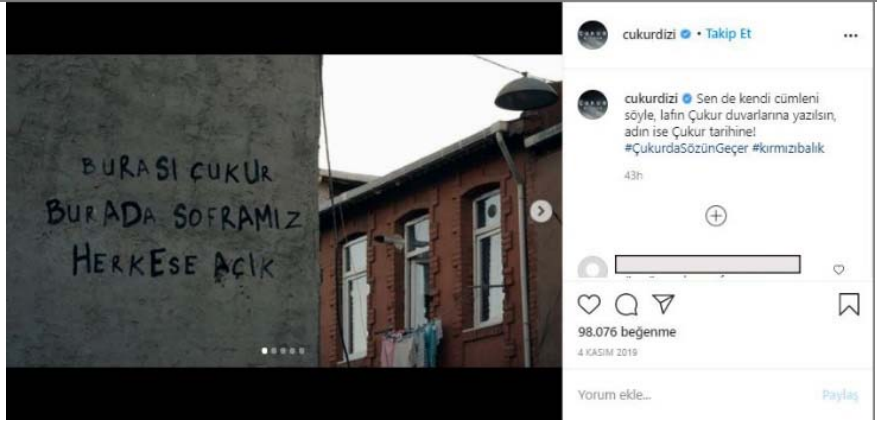 BURASI ÇUKUR
BURADA SOFRAMIZ
HERKESE AÇIK
cukurdizi • Takip Et
cukurdizi Sen de kendi cümleni
söyle, lafın Çukur duvarlarına yazılsın,
adın ise Çukur tarihine!
#ÇukurdaSözünGeçer #kırmızıbalık
43h
98.076 beğenme
4 KASIM 2019
Yorum ekle...
Paylaş